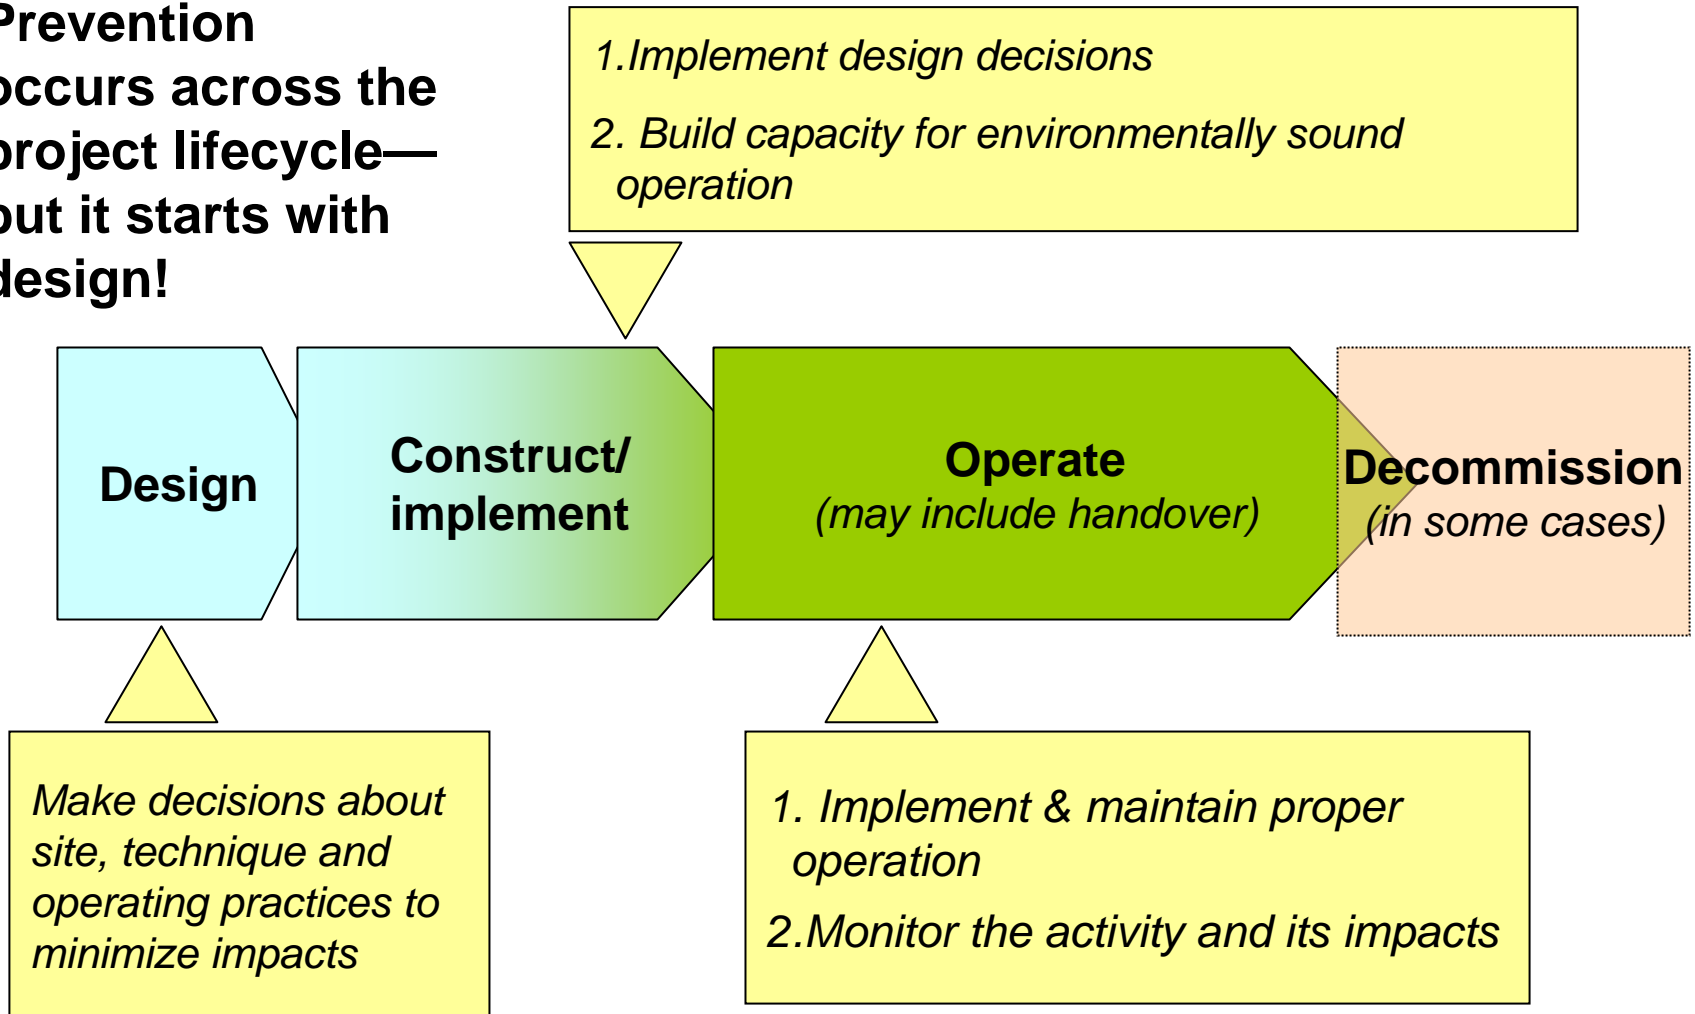 Prevention
occurs across the
project lifecycle—
but it starts with
design!
1.Implement design decisions
2. Build capacity for environmentally sound
operation
Design
Construct/
implement
Operate
(may include handover)
Decommission
(in some cases)
Make decisions about
site, technique and
operating practices to
minimize impacts
1. Implement & maintain proper
operation
2.Monitor the activity and its impacts